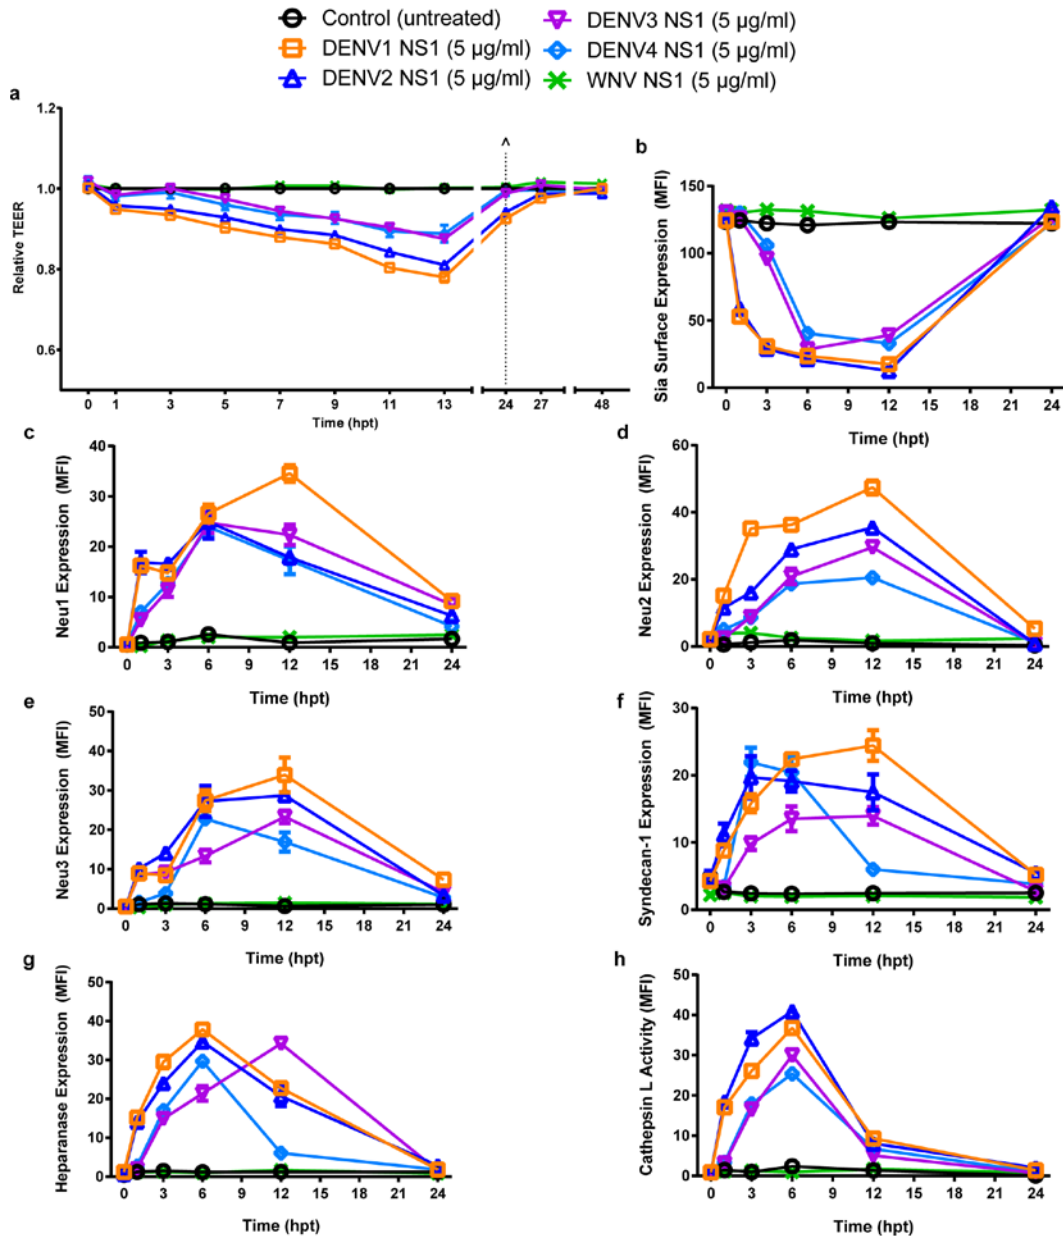 Control (untreated)
DENV1 NS1 (5 µg/ml)
DENV2 NS1 (5 µg/ml)
DENV3 NS1 (5 µg/ml)
DENV4 NS1 (5 µg/ml)
WNV NS1 (5 µg/ml)
a
Relative TEER
1.2
1.0
0.8
0.6
^
0 1 3 5 7 9 11 13 24 27 48
Time (hpt)
b
Sia Surface Expression (MFI)
150
100
50
0
0 3 6 9 12 15 18 21 24
Time (hpt)
c
Neu1 Expression (MFI)
40
30
20
10
0
0 3 6 9 12 15 18 21 24
Time (hpt)
d
Neu2 Expression (MFI)
60
40
20
0
0 3 6 9 12 15 18 21 24
Time (hpt)
e
Neu3 Expression (MFI)
50
40
30
20
10
0
0 3 6 9 12 15 18 21 24
Time (hpt)
f
Syndecan-1 Expression (MFI)
30
20
10
0
0 3 6 9 12 15 18 21 24
Time (hpt)
g
Heparanase Expression (MFI)
50
40
30
20
10
0
0 3 6 9 12 15 18 21 24
Time (hpt)
h
Cathepsin L Activity (MFI)
50
40
30
20
10
0
0 3 6 9 12 15 18 21 24
Time (hpt)